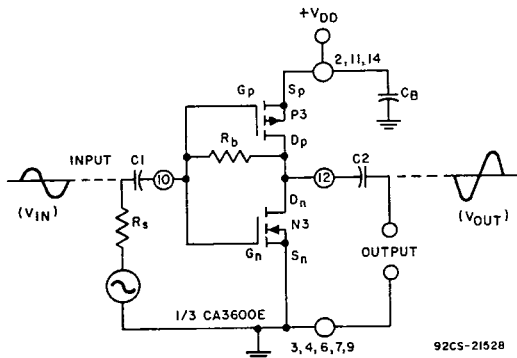 +VDD
2, 11, 14
Gp
Sp
P3
CB
Rb
Dp
INPUT
C1
10
12
C2
(VIN)
Dn
(VOUT)
Rs
N3
Gn
Sn
OUTPUT
1/3 CA3600E
3, 4, 6, 7, 9
92CS-21528